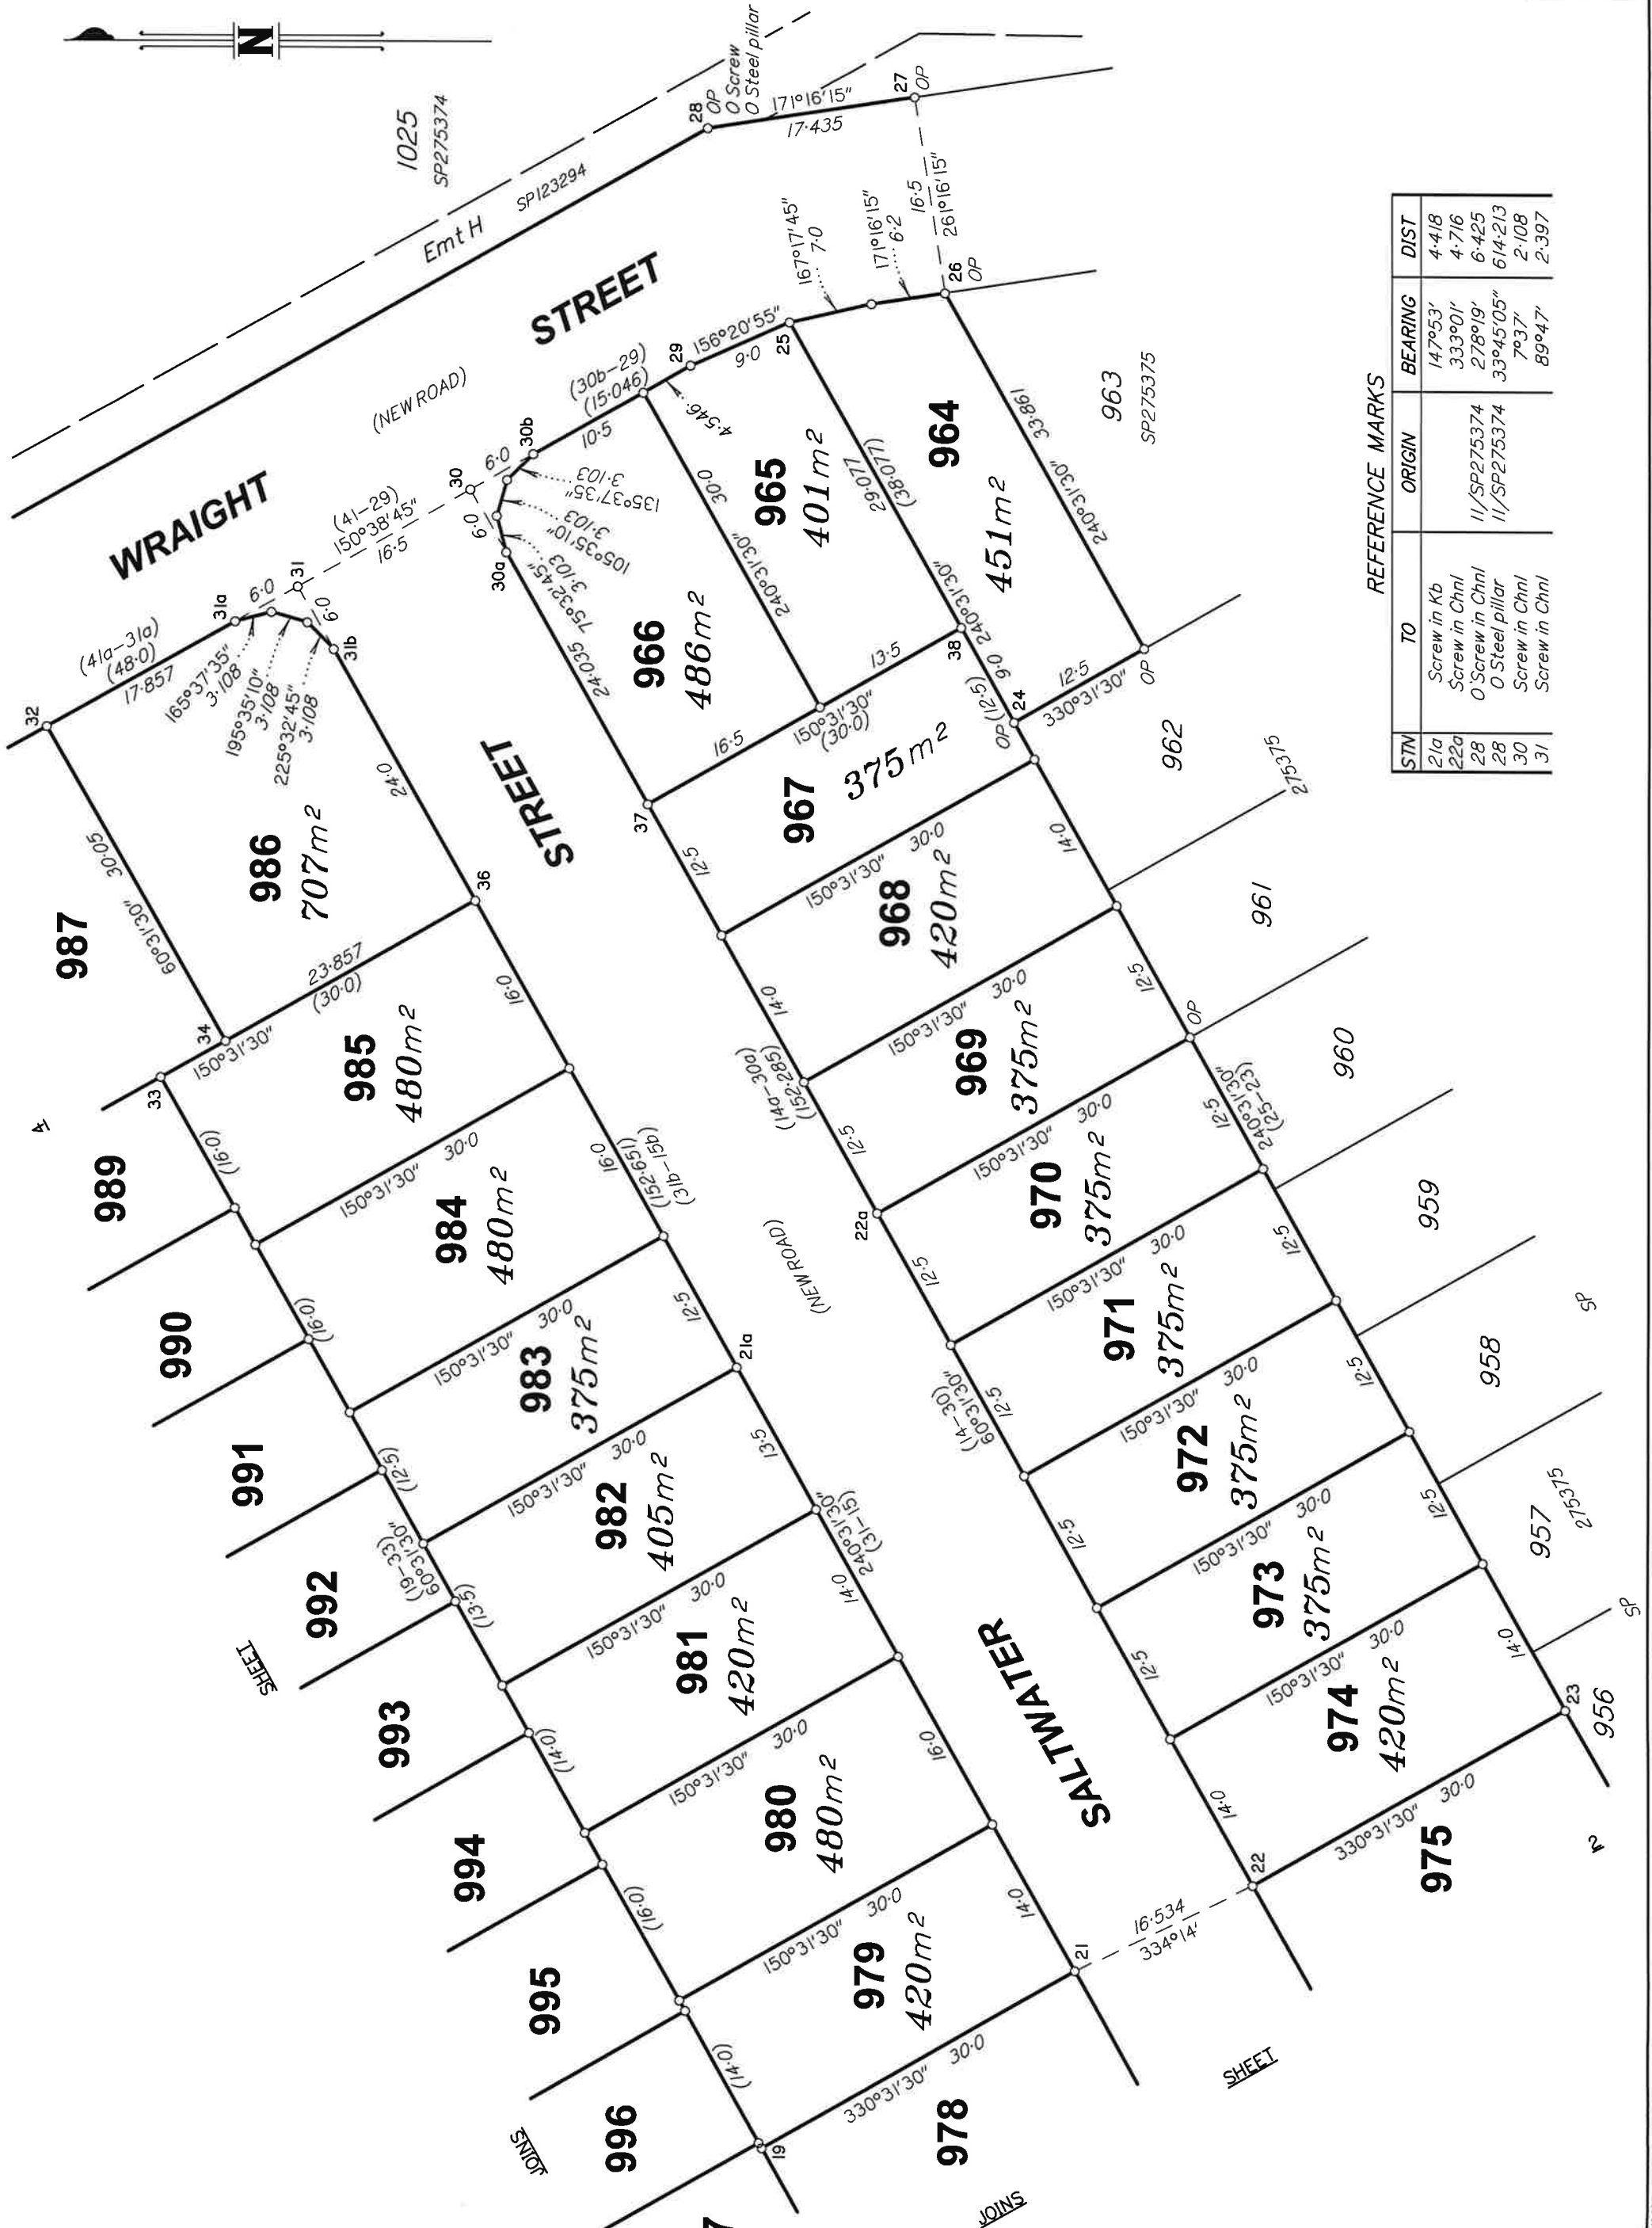 N
1025
SP275374
Emt H
SP123294
28
OP
O Screw
O Steel pillar
171°16'15"
17·435
27
OP
WRAIGHT
STREET
(NEW ROAD)
(41-29)
150°38'45"
16·5
32
(41a-31a)
(48·0)
17·857
31a
6·0
31
6·0
31b
165°37'35"
3·108
195°35'10"
3·108
225°32'45"
3·108
30
6·0
6·0
30b
30a
75°32'45"
3·103
105°35'10"
3·103
135°37'35"
3·103
(30b-29)
(15·046)
10·5
4·546
29
156°20'55"
9·0
25
167°17'45"
7·0
171°16'15"
6·2
16·5
261°16'15"
26
OP
987
30·05
60°31'30"
986
707m²
24·0
36
23·857
(30·0)
34
150°31'30"
33
4
989
(16·0)
985
480m²
16·0
150°31'30" 30·0
984
480m²
16·0
(152·651)
(31b-15b)
990
(16·0)
150°31'30" 30·0
983
375m²
12·5
21a
991
(12·5)
150°31'30" 30·0
982
405m²
13·5
992
(19-33)
60°31'30"
(13·5)
150°31'30" 30·0
981
420m²
14·0
240°31'30"
(31-15)
SHEET
993
(14·0)
150°31'30" 30·0
980
480m²
16·0
994
(16·0)
150°31'30" 30·0
979
420m²
14·0
21
995
(14·0)
996
JOINS
19
330°31'30" 30·0
978
JOINS
SHEET
STREET
(NEW ROAD)
SALTWATER
24·035
966
486m²
30·0
240°31'30"
965
401m²
29·077
(38·077)
240°31'30"
964
451m²
33·861
240°31'30"
963
SP275375
13·5
38
9·0
(12·5)
OP
24
12·5
330°31'30"
OP
16·5
150°31'30"
(30·0)
37
967
375m²
12·5
150°31'30" 30·0
968
420m²
14·0
14·0
962
275375
(14a-30a)
(152·285)
150°31'30" 30·0
969
375m²
12·5
12·5
OP
961
22a
150°31'30" 30·0
970
375m²
12·5
12·5
240°31'30"
(25-23)
960
150°31'30" 30·0
971
375m²
12·5
12·5
959
(14-30)
60°31'30"
150°31'30" 30·0
972
375m²
12·5
12·5
958
SP
150°31'30" 30·0
973
375m²
12·5
12·5
957
275375
SP
150°31'30" 30·0
974
420m²
14·0
14·0
22
23
956
330°31'30" 30·0
975
2
16·534
334°14'
REFERENCE MARKS
STN TO ORIGIN BEARING DIST
21a Screw in Kb 147°53' 4·418
22a Screw in Chnl 333°01' 4·716
28 O Screw in Chnl 11/SP275374 278°19' 6·425
28 O Steel pillar 11/SP275374 33°45'05" 614·213
30 Screw in Chnl 7°37' 2·108
31 Screw in Chnl 89°47' 2·397